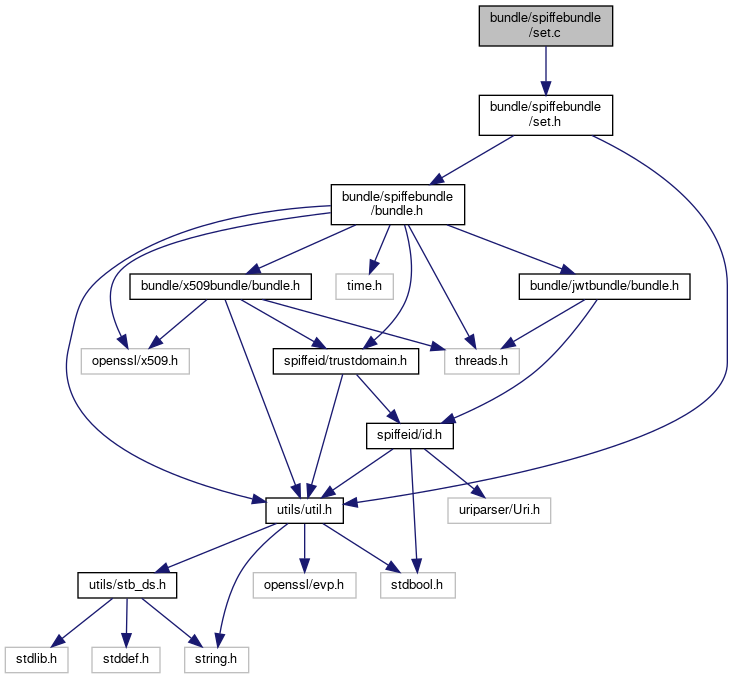 bundle/spiffebundle
/set.c
bundle/spiffebundle
/set.h
bundle/spiffebundle
/bundle.h
bundle/x509bundle/bundle.h
time.h
bundle/jwtbundle/bundle.h
openssl/x509.h
spiffeid/trustdomain.h
threads.h
spiffeid/id.h
utils/util.h
uriparser/Uri.h
utils/stb_ds.h
openssl/evp.h
stdbool.h
stdlib.h
stddef.h
string.h